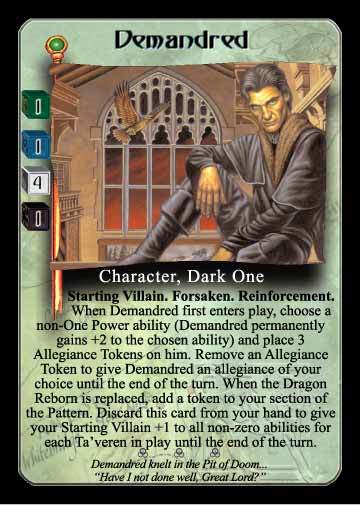 Demandred
0
0
4
0
Character, Dark One
Starting Villain. Forsaken. Reinforcement.
When Demandred first enters play, choose a
non-One Power ability (Demandred permanently
gains +2 to the chosen ability) and place 3
Allegiance Tokens on him. Remove an Allegiance
Token to give Demandred an allegiance of your
choice until the end of the turn. When the Dragon
Reborn is replaced, add a token to your section of
the Pattern. Discard this card from your hand to give
your Starting Villain +1 to all non-zero abilities for
each Ta'veren in play until the end of the turn.
Demandred knelt in the Pit of Doom...
"Have I not done well, Great Lord?"